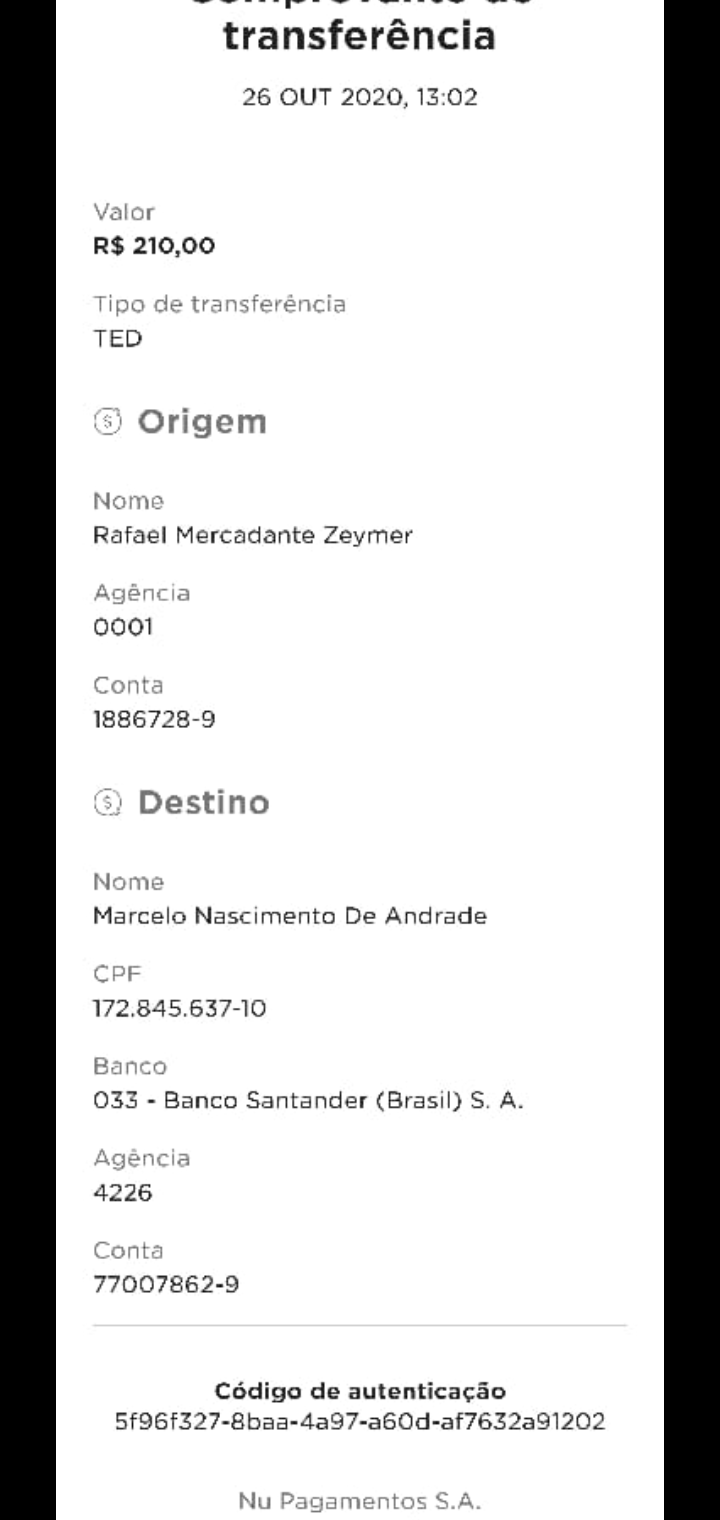 Comprovante de
transferência
26 OUT 2020, 13:02
Valor
R$ 210,00
Tipo de transferência
TED
Origem
Nome
Rafael Mercadante Zeymer
Agência
0001
Conta
1886728-9
Destino
Nome
Marcelo Nascimento De Andrade
CPF
172.845.637-10
Banco
033 - Banco Santander (Brasil) S. A.
Agência
4226
Conta
77007862-9
Código de autenticação
5f96f327-8baa-4a97-a60d-af7632a91202
Nu Pagamentos S.A.